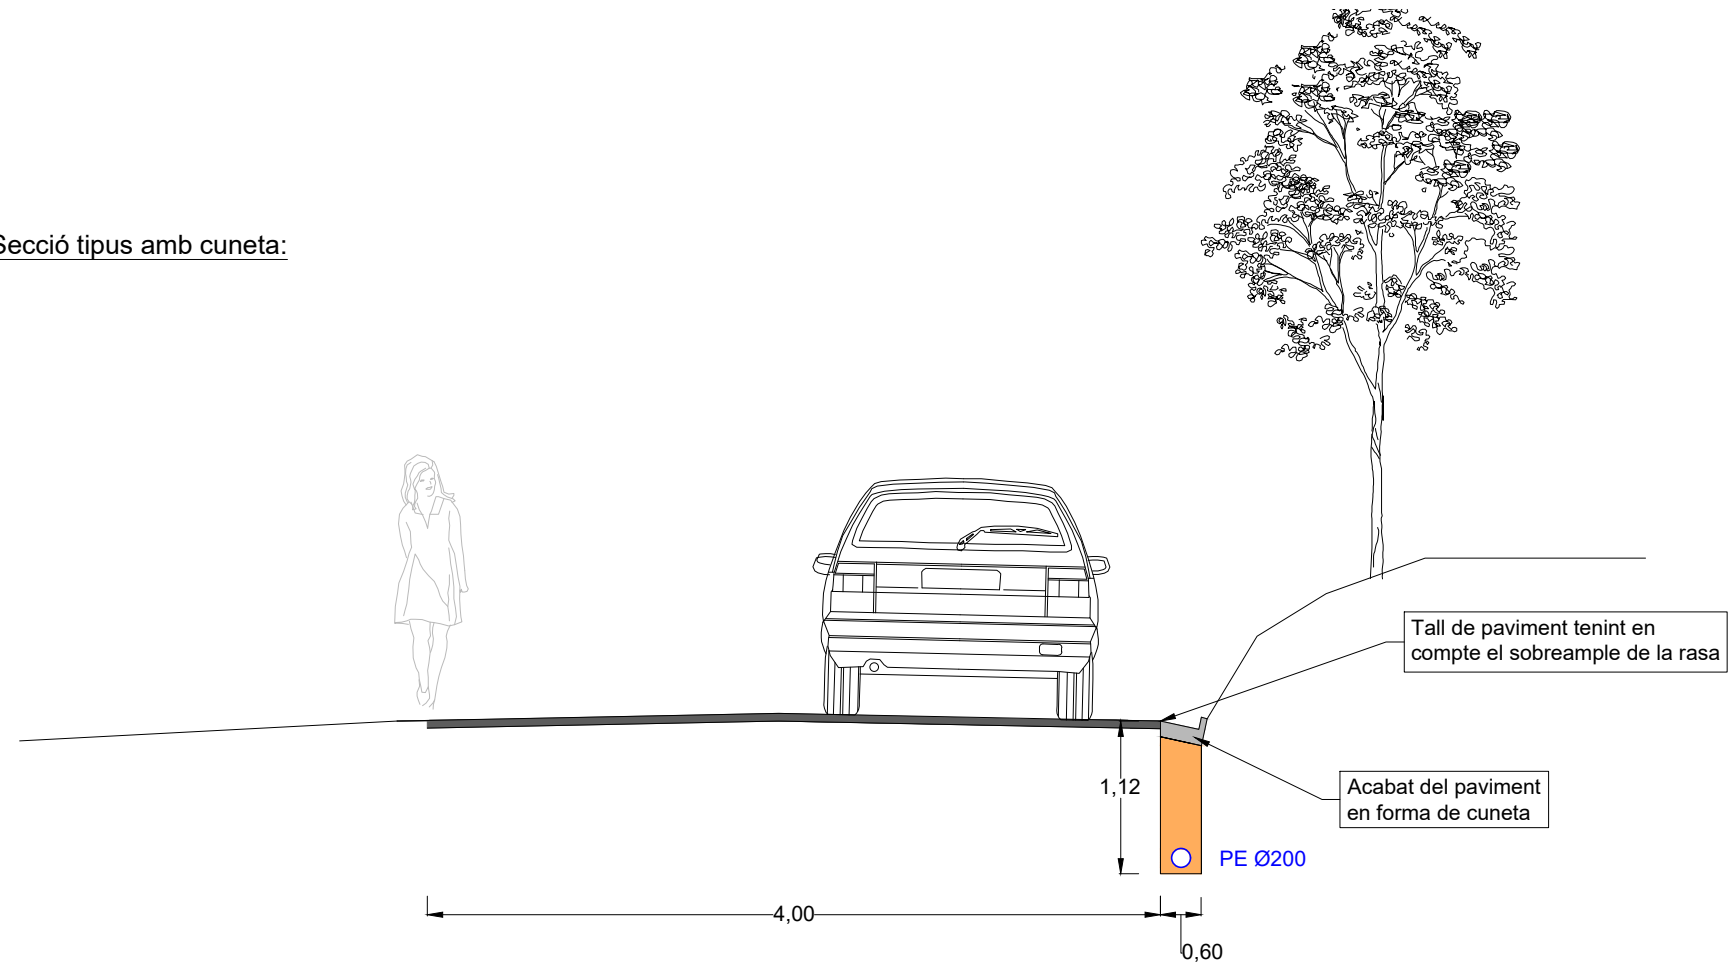 Secció tipus amb cuneta:
Tall de paviment tenint en
compte el sobreample de la rasa
1,12
Acabat del paviment
en forma de cuneta
PE Ø200
4,00
0,60